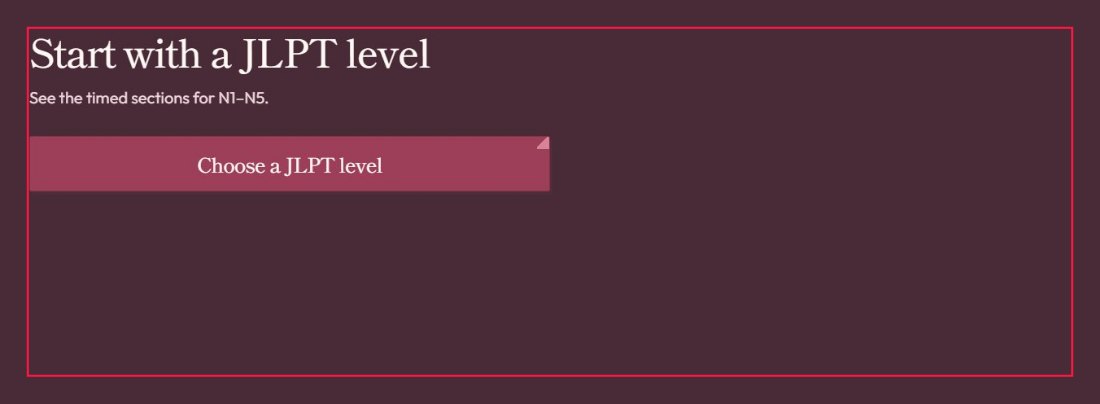 Start with a JLPT level
See the timed sections for N1–N5.
Choose a JLPT level